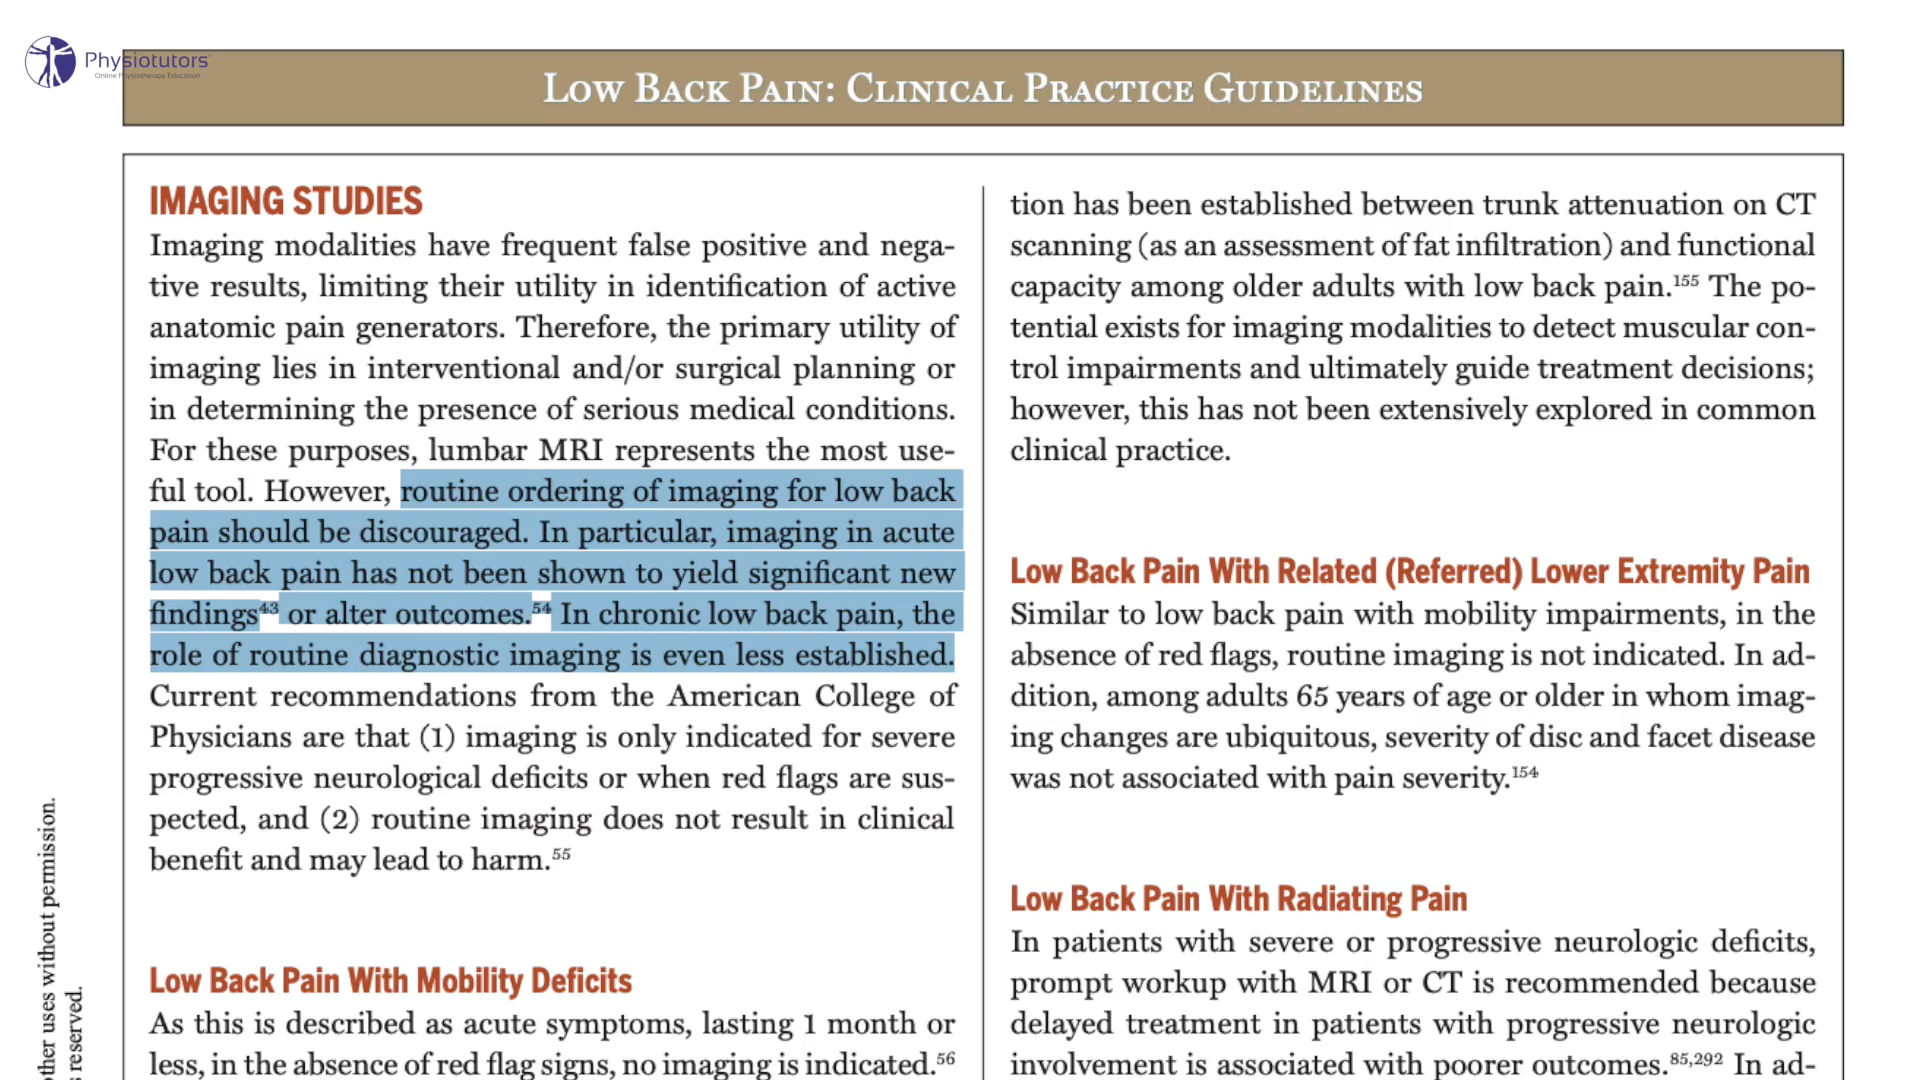 Physiotutors
Online Physiotherapy Education
Low Back Pain: Clinical Practice Guidelines
IMAGING STUDIES
Imaging modalities have frequent false positive and nega-
tive results, limiting their utility in identification of active
anatomic pain generators. Therefore, the primary utility of
imaging lies in interventional and/or surgical planning or
in determining the presence of serious medical conditions.
For these purposes, lumbar MRI represents the most use-
ful tool. However, routine ordering of imaging for low back
pain should be discouraged. In particular, imaging in acute
low back pain has not been shown to yield significant new
findings43 or alter outcomes.54 In chronic low back pain, the
role of routine diagnostic imaging is even less established.
Current recommendations from the American College of
Physicians are that (1) imaging is only indicated for severe
progressive neurological deficits or when red flags are sus-
pected, and (2) routine imaging does not result in clinical
benefit and may lead to harm.55
Low Back Pain With Mobility Deficits
As this is described as acute symptoms, lasting 1 month or
less, in the absence of red flag signs, no imaging is indicated.56
tion has been established between trunk attenuation on CT
scanning (as an assessment of fat infiltration) and functional
capacity among older adults with low back pain.155 The po-
tential exists for imaging modalities to detect muscular con-
trol impairments and ultimately guide treatment decisions;
however, this has not been extensively explored in common
clinical practice.
Low Back Pain With Related (Referred) Lower Extremity Pain
Similar to low back pain with mobility impairments, in the
absence of red flags, routine imaging is not indicated. In ad-
dition, among adults 65 years of age or older in whom imag-
ing changes are ubiquitous, severity of disc and facet disease
was not associated with pain severity.154
Low Back Pain With Radiating Pain
In patients with severe or progressive neurologic deficits,
prompt workup with MRI or CT is recommended because
delayed treatment in patients with progressive neurologic
involvement is associated with poorer outcomes.85,292 In ad-
other uses without permission.
s reserved.